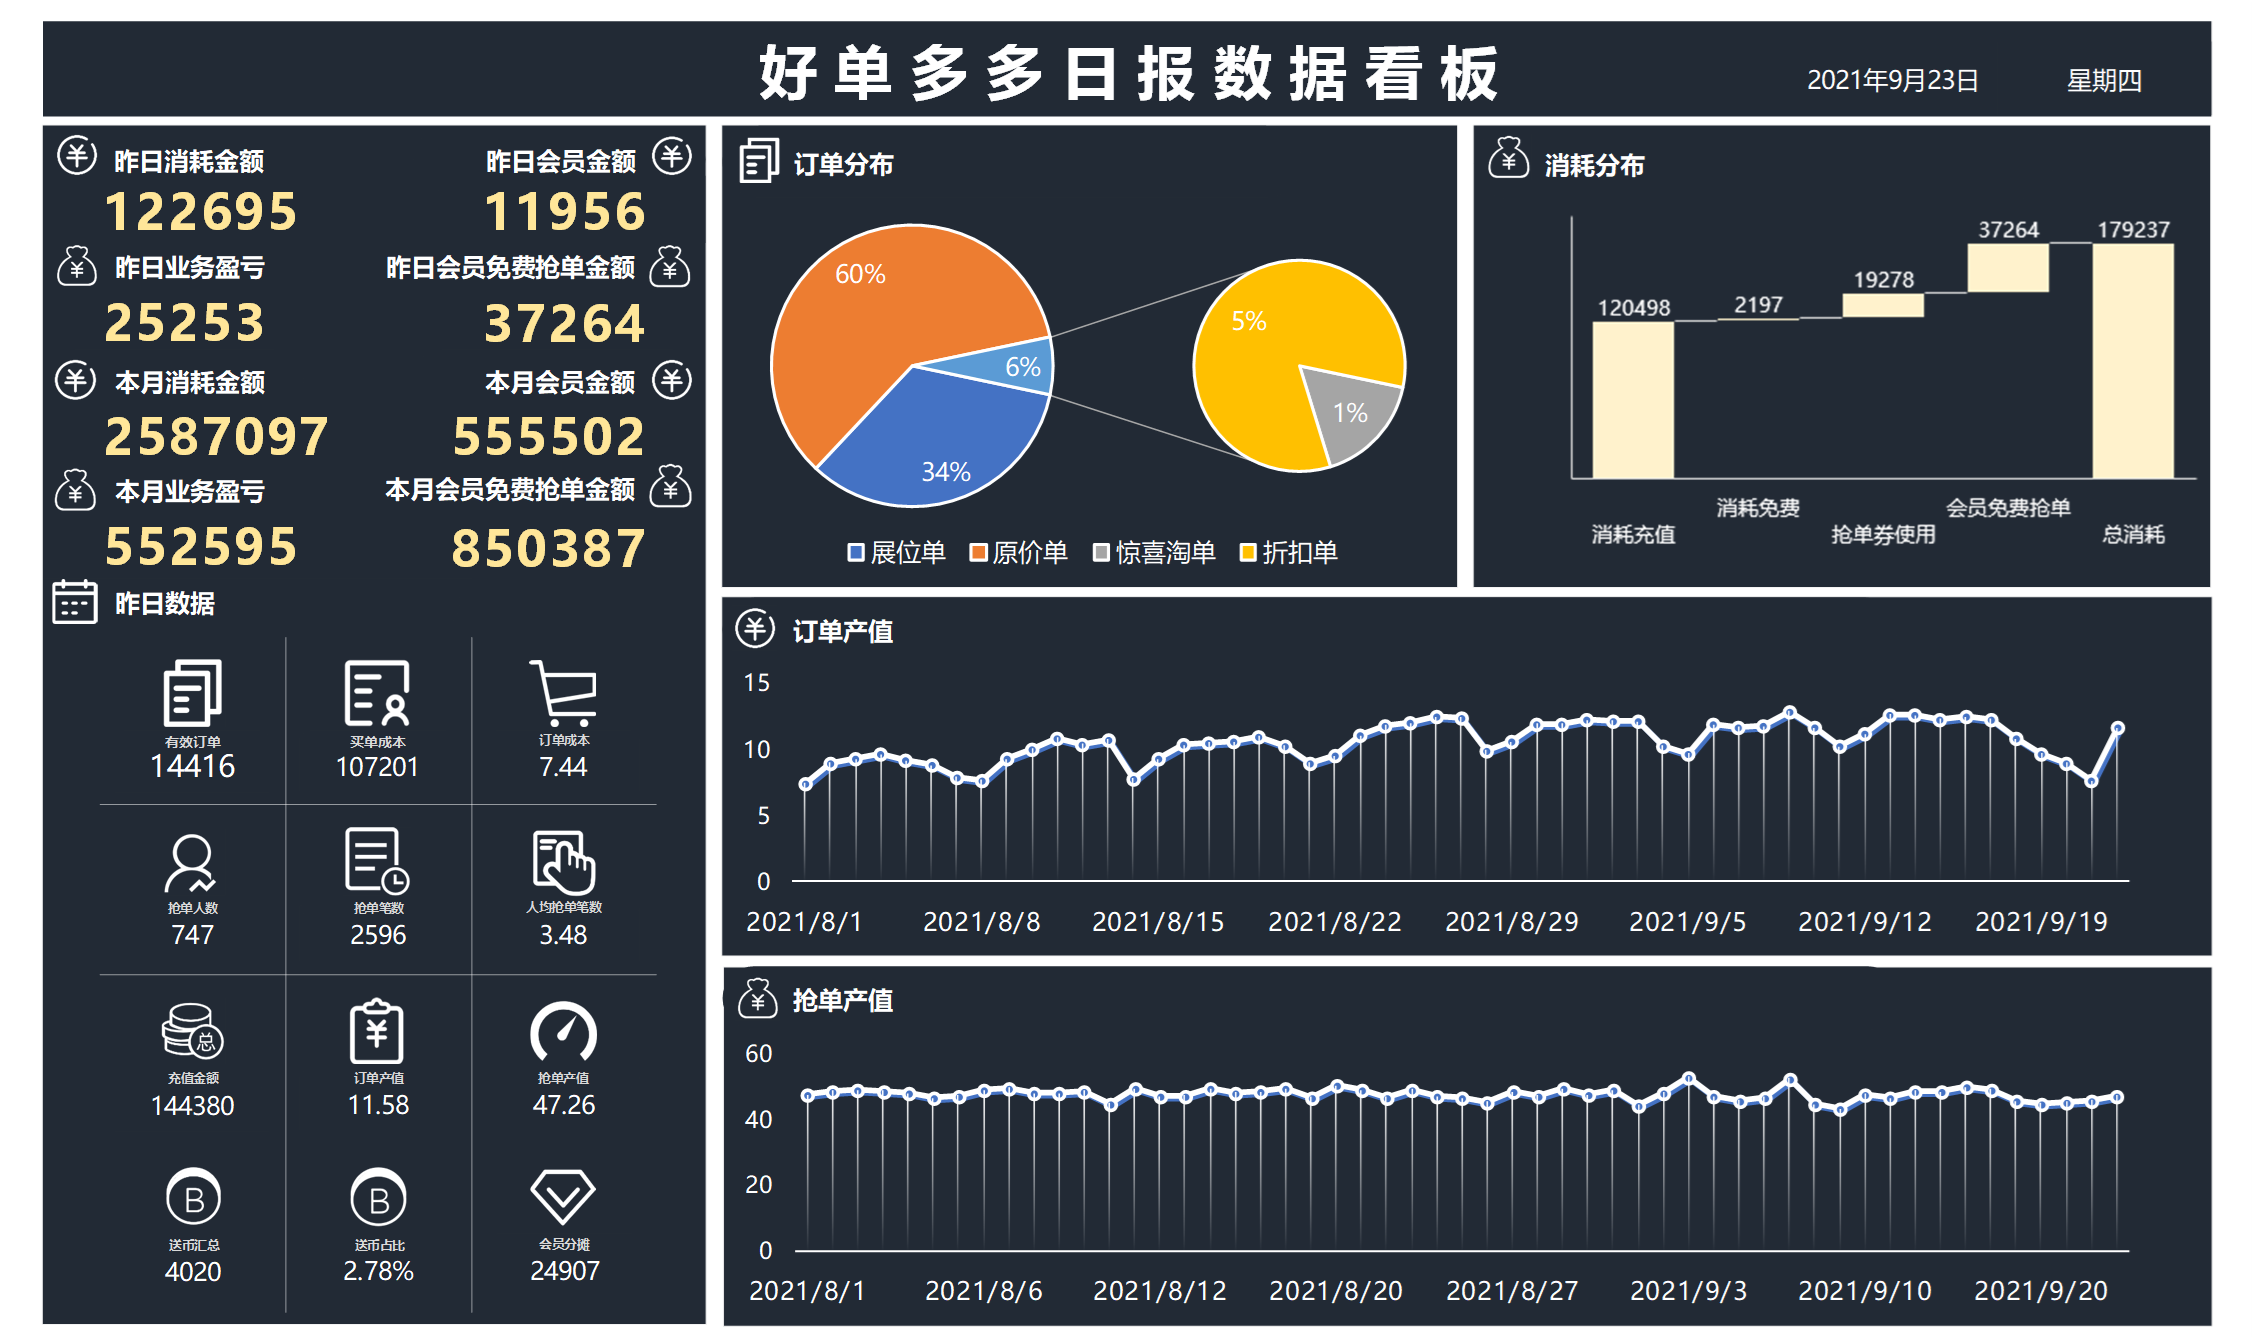 好单多多日报数据看板
2021年9月23日 星期四
昨日消耗金额 昨日会员金额
122695 11956
昨日业务盈亏 昨日会员免费抢单金额
25253 37264
本月消耗金额 本月会员金额
2587097 555502
本月业务盈亏 本月会员免费抢单金额
552595 850387
昨日数据
有效订单 买单成本 订单成本
14416 107201 7.44
抢单人数 抢单笔数 人均抢单笔数
747 2596 3.48
总
充值金额 订单产值 抢单产值
144380 11.58 47.26
B B
送币汇总 送币占比 会员分摊
4020 2.78% 24907
订单分布
60%
6%
34%
5%
1%
展位单 原价单 惊喜淘单 折扣单
消耗分布
120498 2197 19278 37264 179237
消耗充值 消耗免费 抢单券使用 会员免费抢单 总消耗
订单产值
15
10
5
0
2021/8/1 2021/8/8 2021/8/15 2021/8/22 2021/8/29 2021/9/5 2021/9/12 2021/9/19
抢单产值
60
40
20
0
2021/8/1 2021/8/6 2021/8/12 2021/8/20 2021/8/27 2021/9/3 2021/9/10 2021/9/20